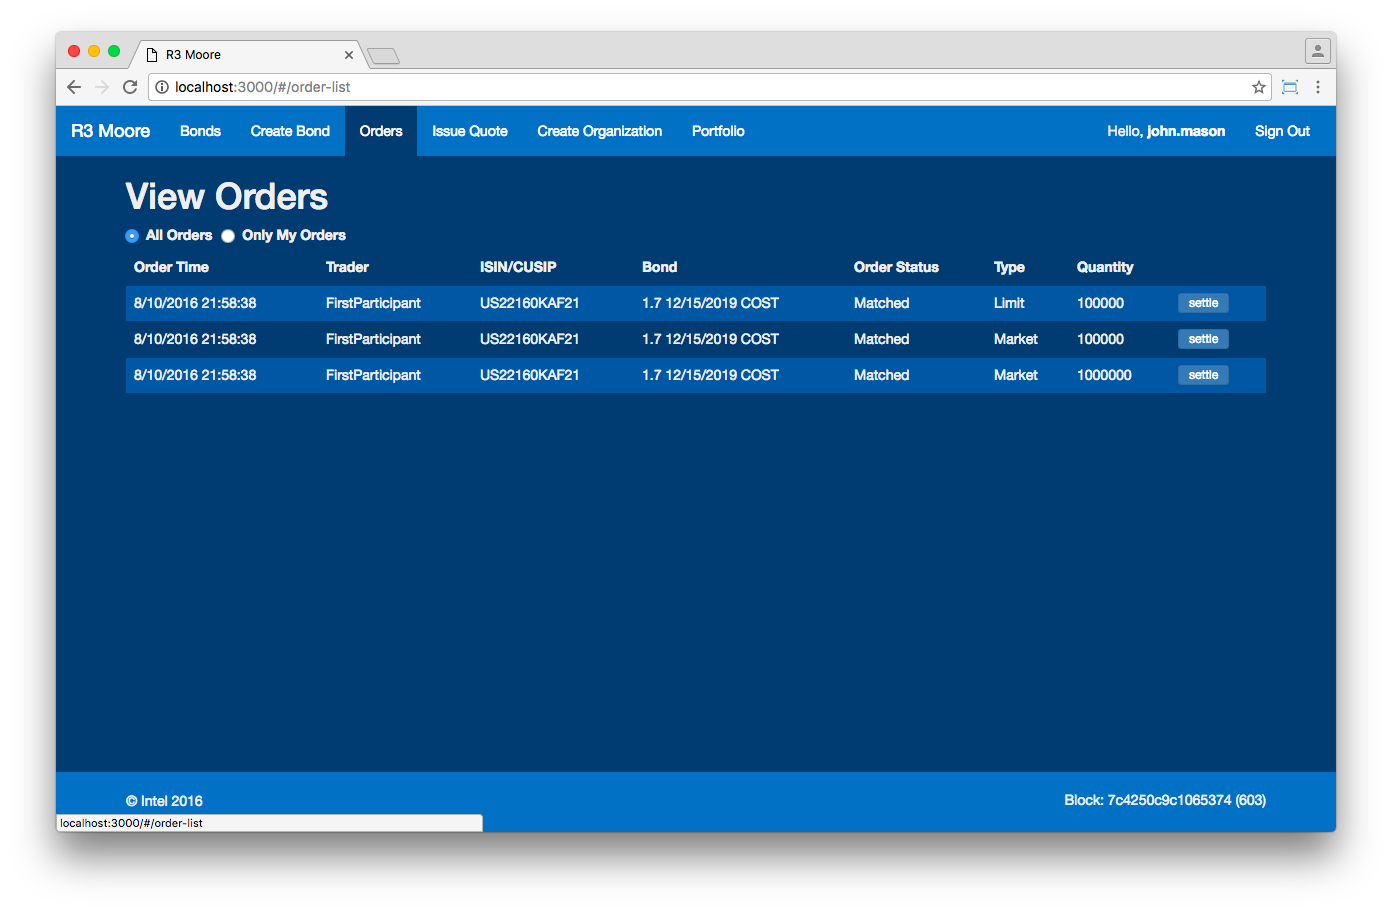 R3 Moore
localhost:3000/#/order-list
R3 Moore Bonds Create Bond Orders Issue Quote Create Organization Portfolio Hello, john.mason Sign Out
View Orders
All Orders Only My Orders
Order Time Trader ISIN/CUSIP Bond Order Status Type Quantity
8/10/2016 21:58:38 FirstParticipant US22160KAF21 1.7 12/15/2019 COST Matched Limit 100000 settle
8/10/2016 21:58:38 FirstParticipant US22160KAF21 1.7 12/15/2019 COST Matched Market 100000 settle
8/10/2016 21:58:38 FirstParticipant US22160KAF21 1.7 12/15/2019 COST Matched Market 1000000 settle
© Intel 2016 Block: 7c4250c9c1065374 (603)
localhost:3000/#/order-list